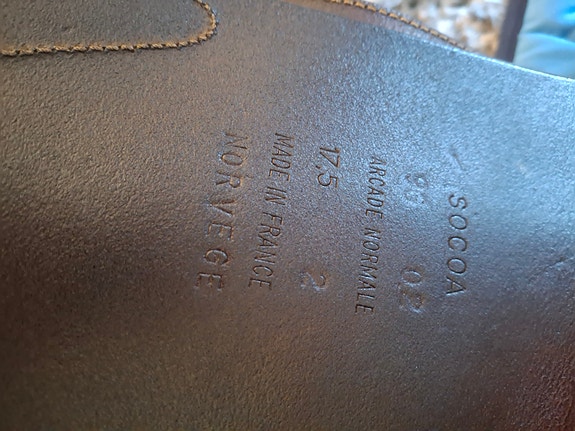 SOCOA
ARCADE NORMALE
17,5 2
MADE IN FRANCE
NORVEGE